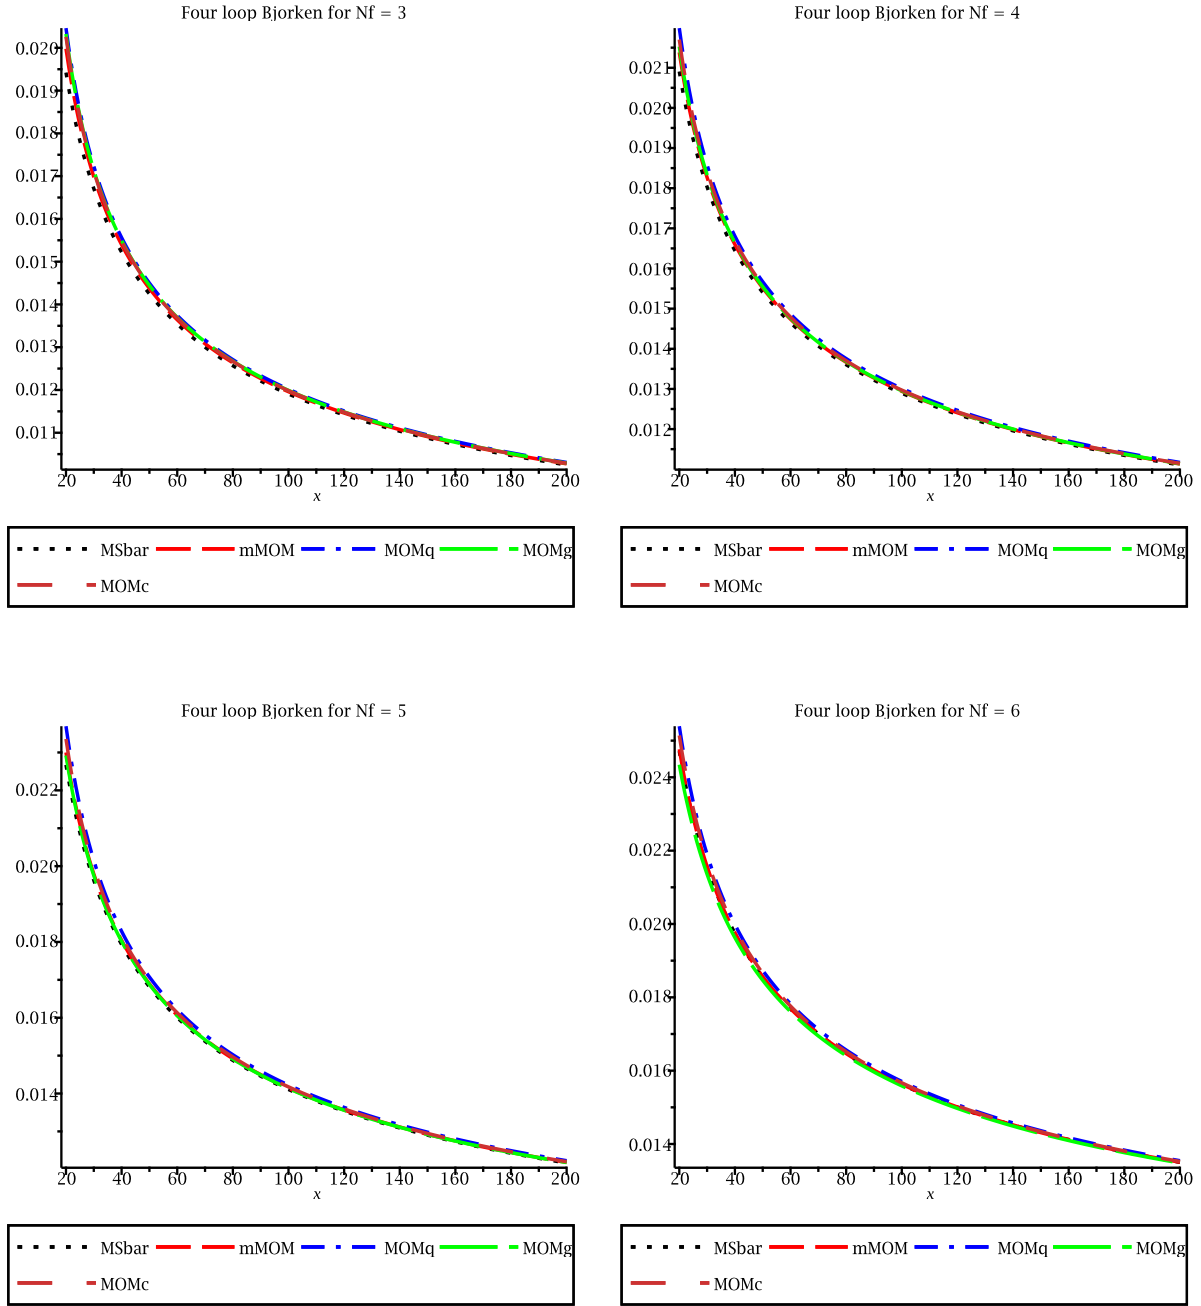 Four loop Bjorken for Nf = 3
0.020
0.019
0.018
0.017
0.016
0.015
0.014
0.013
0.012
0.011
20 40 60 80 100 120 140 160 180 200
x
MSbar mMOM MOMq MOMg
MOMc
Four loop Bjorken for Nf = 4
0.021
0.020
0.019
0.018
0.017
0.016
0.015
0.014
0.013
0.012
20 40 60 80 100 120 140 160 180 200
x
MSbar mMOM MOMq MOMg
MOMc
Four loop Bjorken for Nf = 5
0.022
0.020
0.018
0.016
0.014
20 40 60 80 100 120 140 160 180 200
x
MSbar mMOM MOMq MOMg
MOMc
Four loop Bjorken for Nf = 6
0.024
0.022
0.020
0.018
0.016
0.014
20 40 60 80 100 120 140 160 180 200
x
MSbar mMOM MOMq MOMg
MOMc